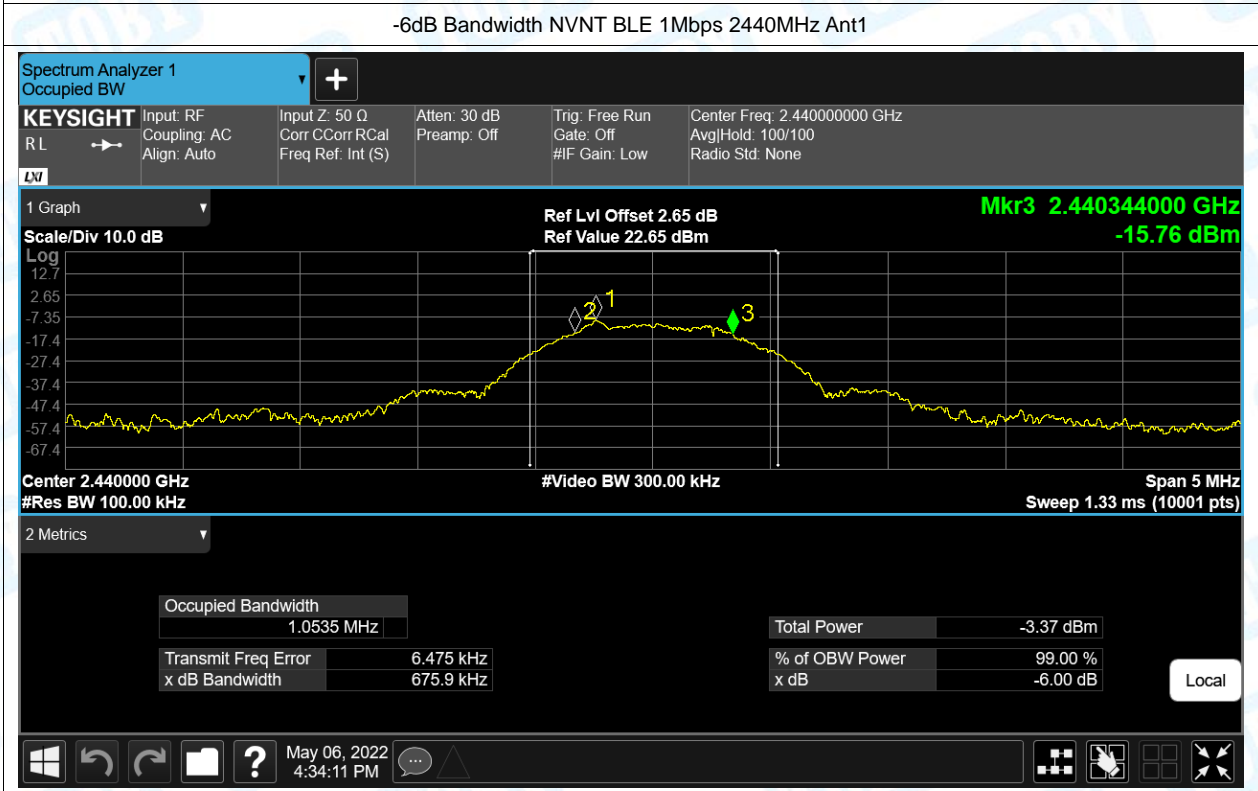 -6dB Bandwidth NVNT BLE 1Mbps 2440MHz Ant1
Spectrum Analyzer 1
Occupied BW
+
KEYSIGHT
RL
LXI
Input: RF
Coupling: AC
Align: Auto
Input Z: 50 Ω
Corr CCorr RCal
Freq Ref: Int (S)
Atten: 30 dB
Preamp: Off
Trig: Free Run
Gate: Off
#IF Gain: Low
Center Freq: 2.440000000 GHz
Avg|Hold: 100/100
Radio Std: None
1 Graph
Scale/Div 10.0 dB
Ref Lvl Offset 2.65 dB
Ref Value 22.65 dBm
Mkr3 2.440344000 GHz
-15.76 dBm
Log
12.7
2.65
-7.35
-17.4
-27.4
-37.4
-47.4
-57.4
-67.4
2
1
3
Center 2.440000 GHz
#Video BW 300.00 kHz
Span 5 MHz
#Res BW 100.00 kHz
Sweep 1.33 ms (10001 pts)
2 Metrics
Occupied Bandwidth
1.0535 MHz
Total Power -3.37 dBm
Transmit Freq Error 6.475 kHz
% of OBW Power 99.00 %
x dB Bandwidth 675.9 kHz
x dB -6.00 dB
Local
?
May 06, 2022
4:34:11 PM